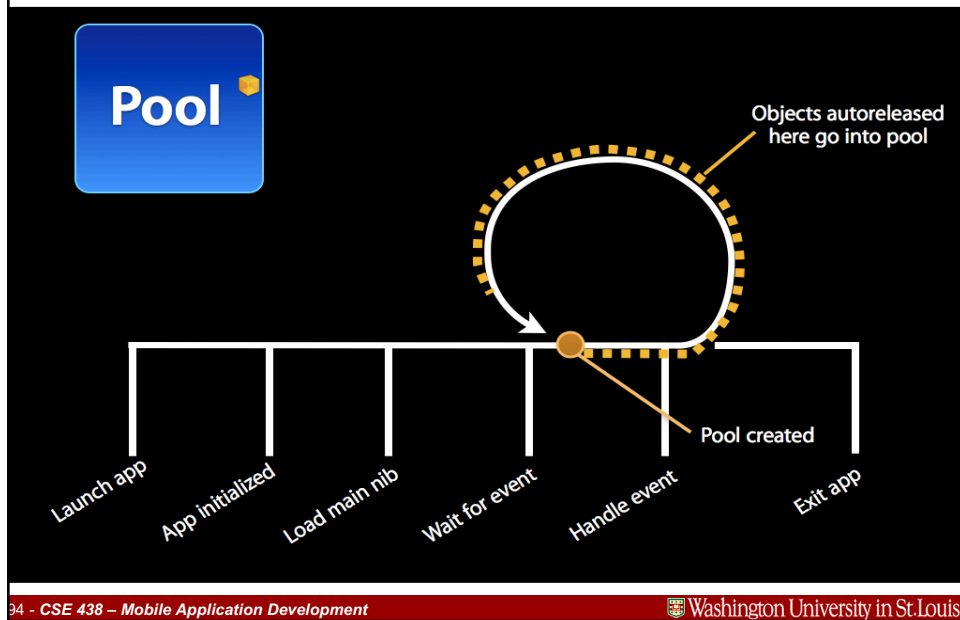 Pool
Objects autoreleased
here go into pool
Pool created
Launch app
App initialized
Load main nib
Wait for event
Handle event
Exit app
94 - CSE 438 – Mobile Application Development
Washington University in St.Louis